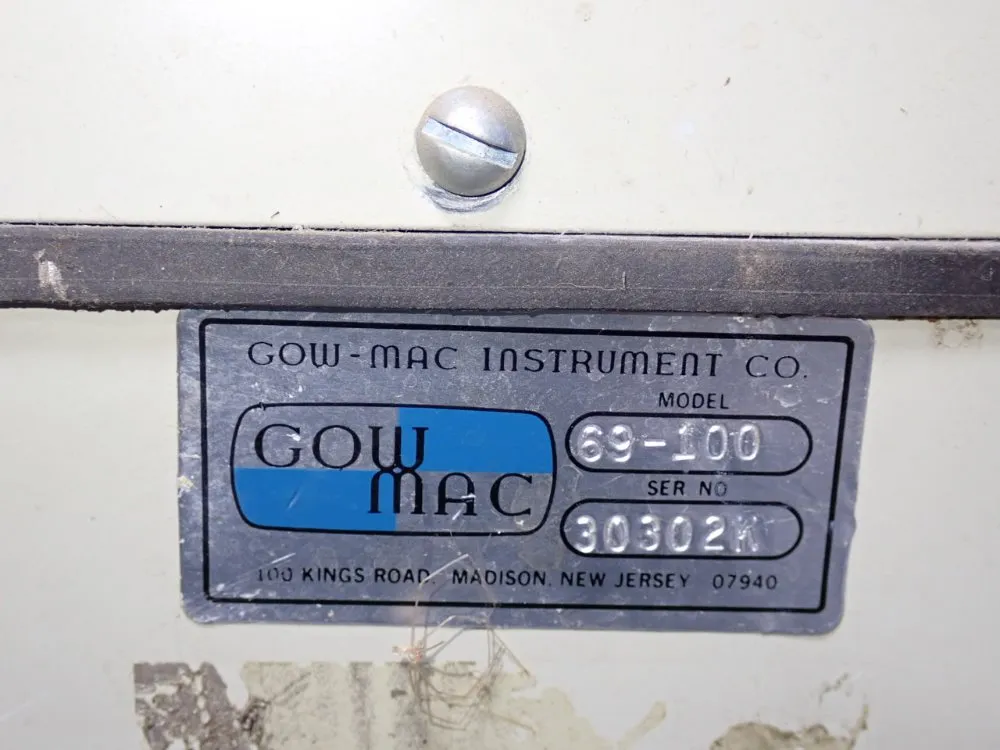 GOW-MAC INSTRUMENT CO.
GOW
MAC
MODEL
69-100
SER NO
30302K
100 KINGS ROAD, MADISON, NEW JERSEY 07940